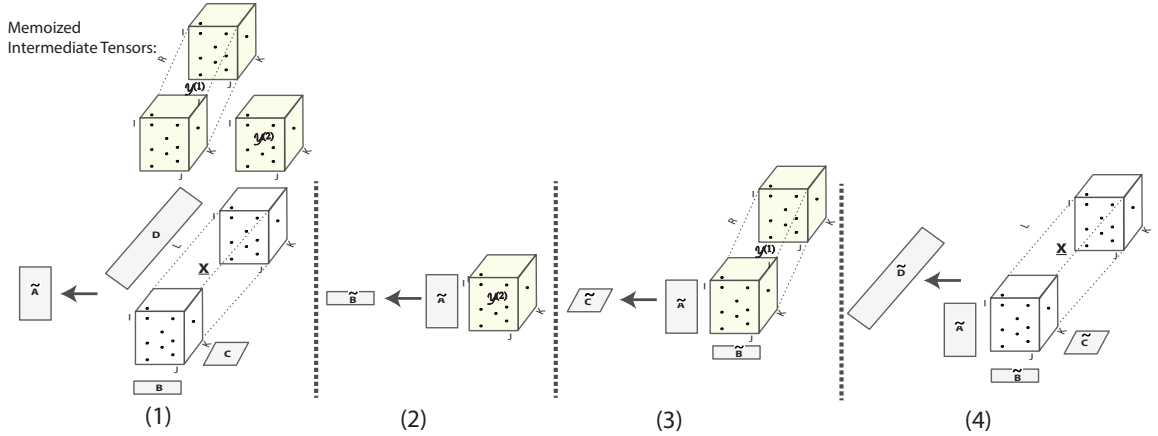 Memoized
Intermediate Tensors:
I
R
K
y(1)
J
I
K
J
I
y(2)
K
J
D
I
L
K
X
J
Ã
I
K
J
C
B
(1)
I
B̃
Ã
y(2)
K
J
(2)
I
R
K
y(1)
J
I
C̃
Ã
K
J
B̃
(3)
I
L
K
X
J
D̃
I
K
Ã
J
C̃
B̃
(4)